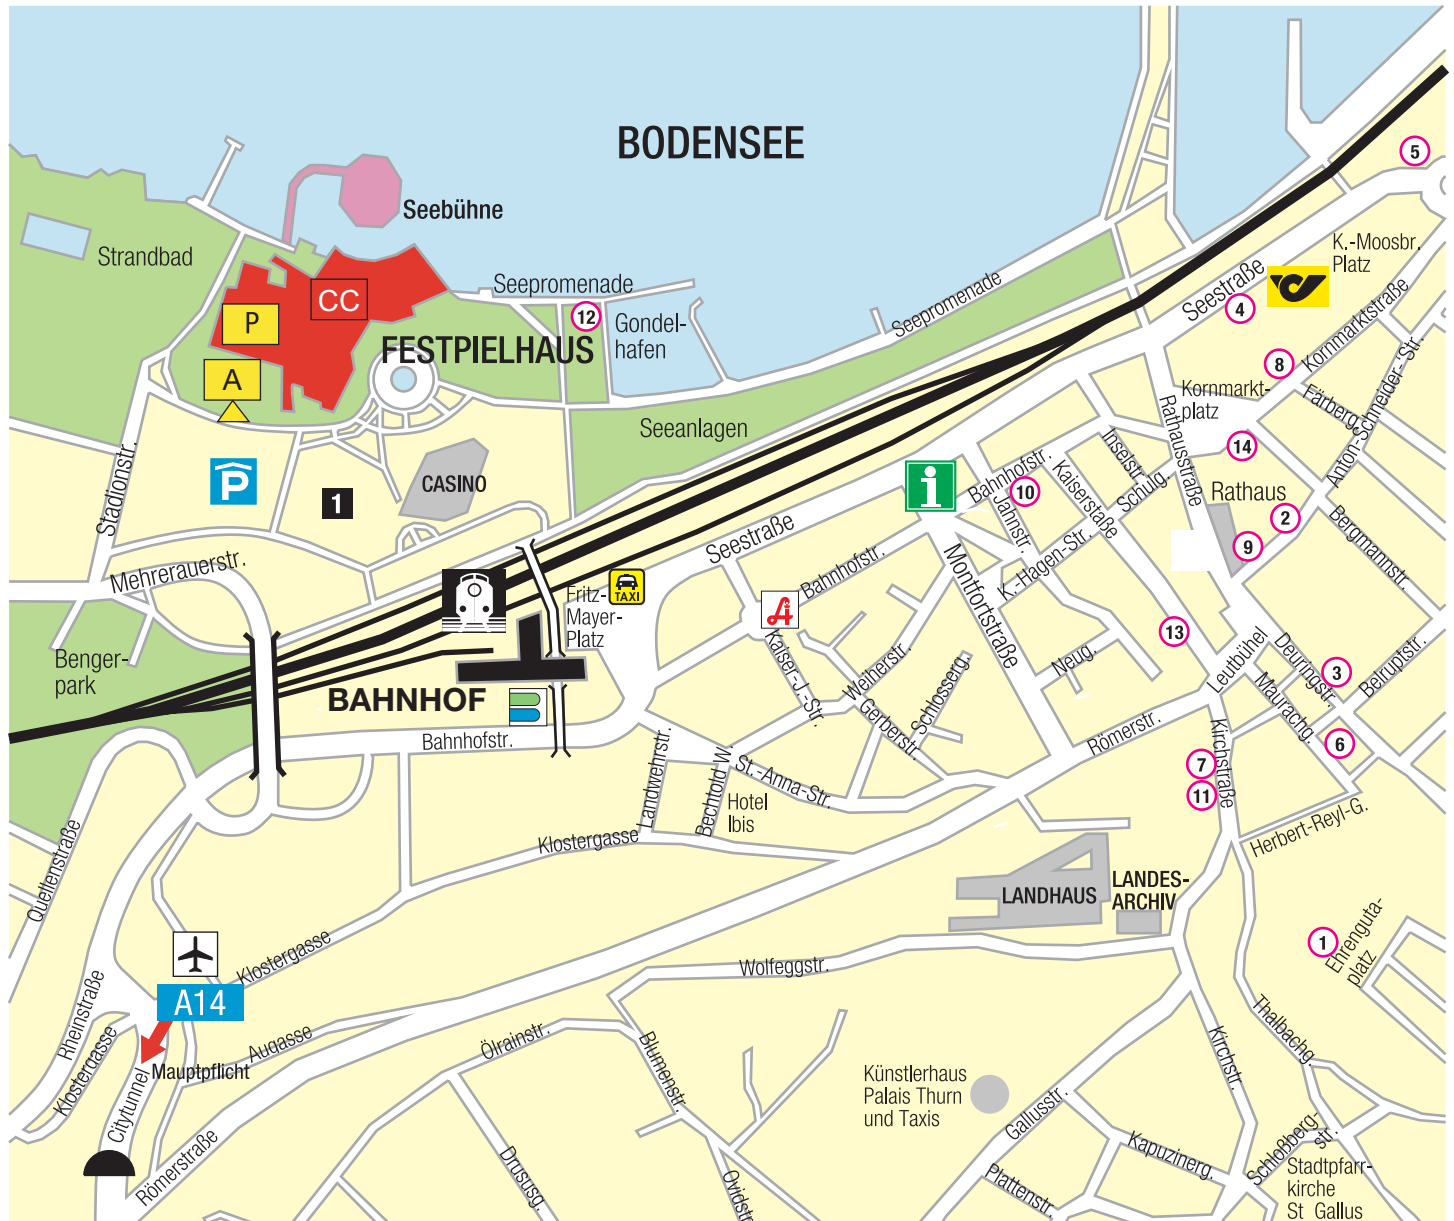 BODENSEE
5
Seebühne
Strandbad
K.-Moosbr.
Platz
CC
Seepromenade
Seepromenade
Seestraße
4
P
12
Gondel-
hafen
FESTPIELHAUS
8
Kornmarktstraße
A
Kornmarkt-
platz
Färberg.
Anton-Schneider-Str.
Rathausstraße
Seeanlagen
14
Stadionstr.
P
CASINO
1
i
Bahnhofstr.
10
Inselstr.
Kaiserstaße
Schulg.
Jahnstr.
Rathaus
2
9
Bergmannstr.
Seestraße
K.-Hagen-Str.
Mehrerauerstr.
Fritz-
Mayer-
Platz
TAXI
Bahnhofstr.
Montfortstraße
13
Leutbühel
Deuringstr.
3
Belruptstr.
Benger-
park
Kaiser-J.-Str.
Weiherstr.
Neug.
Schlosserg.
Gerberstr.
Maurachg.
BAHNHOF
Bahnhofstr.
Römerstr.
6
Kirchstraße
7
11
Landwehrstr.
Bechtold W.
St.-Anna-Str.
Hotel
Ibis
Klostergasse
Herbert-Reyl-G.
Quellenstraße
LANDHAUS
LANDES-
ARCHIV
1
Ehrenguta-
platz
Klostergasse
Wolfeggstr.
A14
Rheinstraße
Klostergasse
Augasse
Mauptpflicht
Citytunnel
Ölrainstr.
Blumenstr.
Thalbachg.
Kirchstr.
Künstlerhaus
Palais Thurn
und Taxis
Gallusstr.
Kapuzinerg.
Schloßberg-
str.
Römerstraße
Drususg.
Ovidstr.
Plattenstr.
Stadtpfarr-
kirche
St Gallus